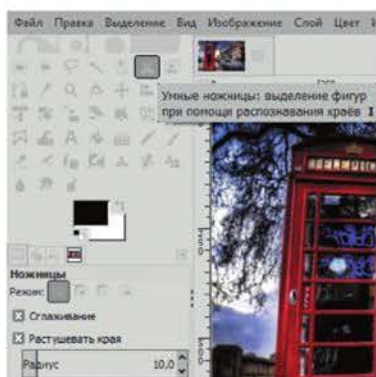 Файл Правка Выделение Вид Изображение Слой Цвет
Умные ножницы: выделение фигур
при помощи распознавания краёв I
Ножницы
Режим:
Сглаживание
Растушевать края
Радиус 10,0